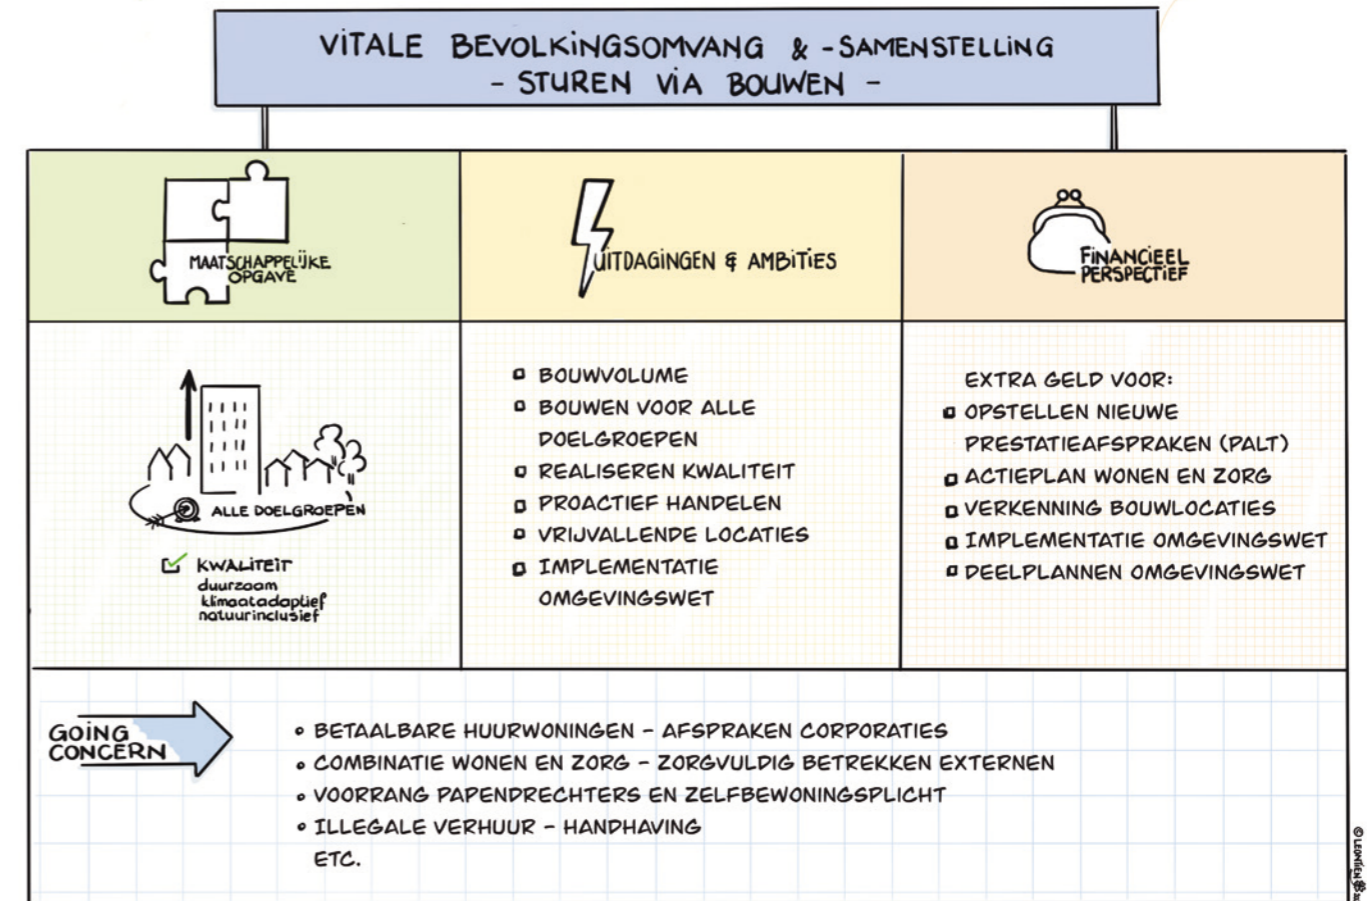 VITALE BEVOLKINGSOMVANG & -SAMENSTELLING
- STUREN VIA BOUWEN -
MAATSCHAPPELIJKE
OPGAVE
UITDAGINGEN & AMBITIES
FINANCIEEL
PERSPECTIEF
ALLE DOELGROEPEN
KWALITEIT
duurzaam
klimaatadaptief
natuurinclusief
BOUWVOLUME
BOUWEN VOOR ALLE
DOELGROEPEN
REALISEREN KWALITEIT
PROACTIEF HANDELEN
VRIJVALLENDE LOCATIES
IMPLEMENTATIE
OMGEVINGSWET
EXTRA GELD VOOR:
OPSTELLEN NIEUWE
PRESTATIEAFSPRAKEN (PALT)
ACTIEPLAN WONEN EN ZORG
VERKENNING BOUWLOCATIES
IMPLEMENTATIE OMGEVINGSWET
DEELPLANNEN OMGEVINGSWET
GOING
CONCERN
• BETAALBARE HUURWONINGEN - AFSPRAKEN CORPORATIES
• COMBINATIE WONEN EN ZORG - ZORGVULDIG BETREKKEN EXTERNEN
• VOORRANG PAPENDRECHTERS EN ZELFBEWONINGSPLICHT
• ILLEGALE VERHUUR - HANDHAVING
ETC.
© LEONTIEN